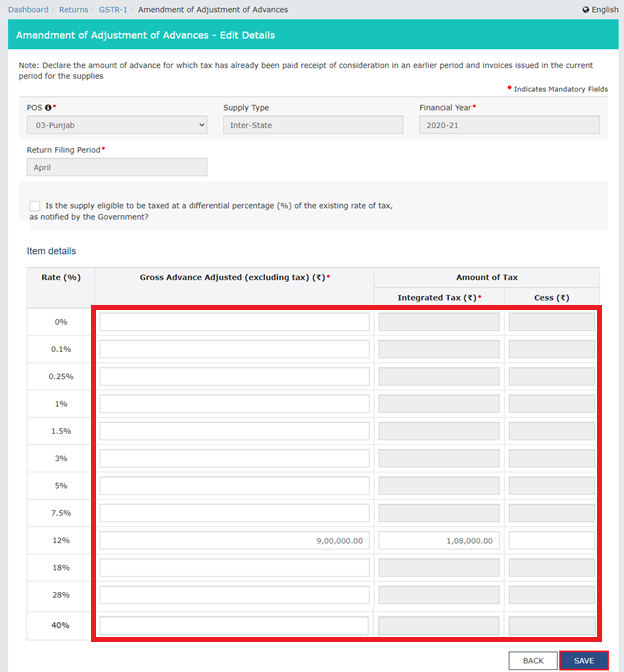 Dashboard › Returns › GSTR-1 › Amendment of Adjustment of Advances English
Amendment of Adjustment of Advances - Edit Details
Note: Declare the amount of advance for which tax has already been paid receipt of consideration in an earlier period and invoices issued in the current
period for the supplies
• Indicates Mandatory Fields
POS • Supply Type Financial Year•
03-Punjab Inter-State 2020-21
Return Filing Period•
April
Is the supply eligible to be taxed at a differential percentage (%) of the existing rate of tax,
as notified by the Government?
Item details
Rate (%) Gross Advance Adjusted (excluding tax) (₹)• Amount of Tax
Integrated Tax (₹)• Cess (₹)
0%
0.1%
0.25%
1%
1.5%
3%
5%
7.5%
12% 9,00,000.00 1,08,000.00
18%
28%
40%
BACK SAVE